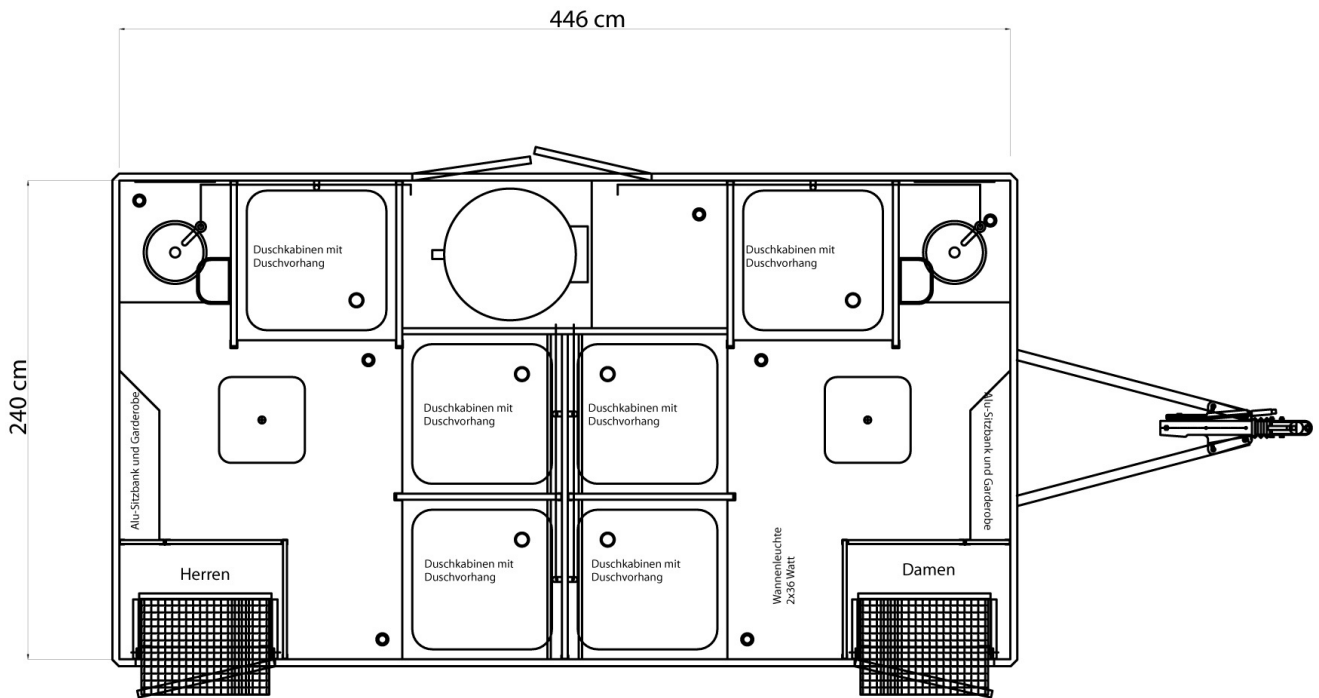 446 cm
240 cm
Duschkabinen mit
Duschvorhang
Duschkabinen mit
Duschvorhang
Duschkabinen mit
Duschvorhang
Duschkabinen mit
Duschvorhang
Alu-Sitzbank und Garderobe
Alu-Sitzbank und Garderobe
Duschkabinen mit
Duschvorhang
Duschkabinen mit
Duschvorhang
Wannenleuchte
2x36 Watt
Herren
Damen